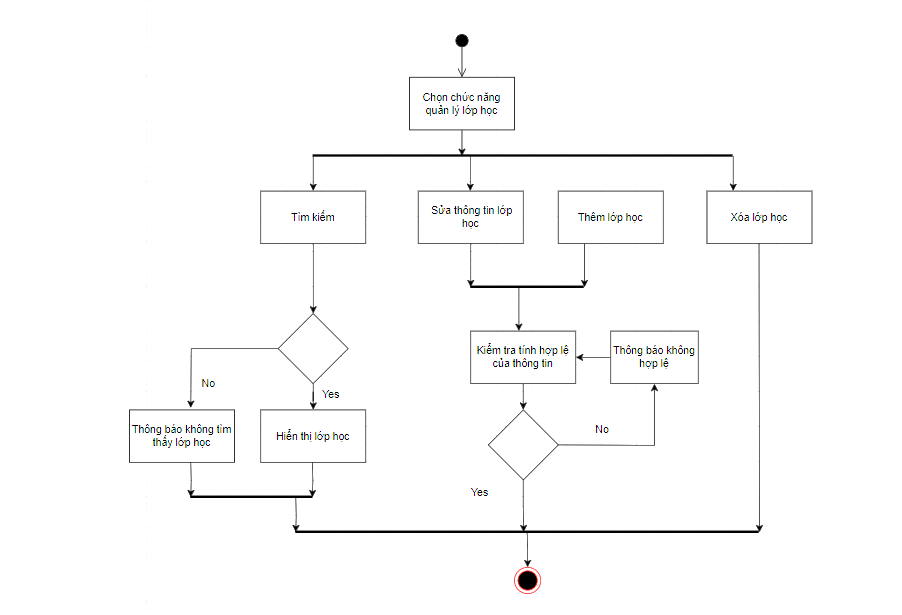 Chọn chức năng
quản lý lớp học
Tìm kiếm
Sửa thông tin lớp
học
Thêm lớp học
Xóa lớp học
Kiểm tra tính hợp lệ
của thông tin
Thông báo không
hợp lệ
No
Yes
Thông báo không tìm
thấy lớp học
Hiển thị lớp học
No
Yes